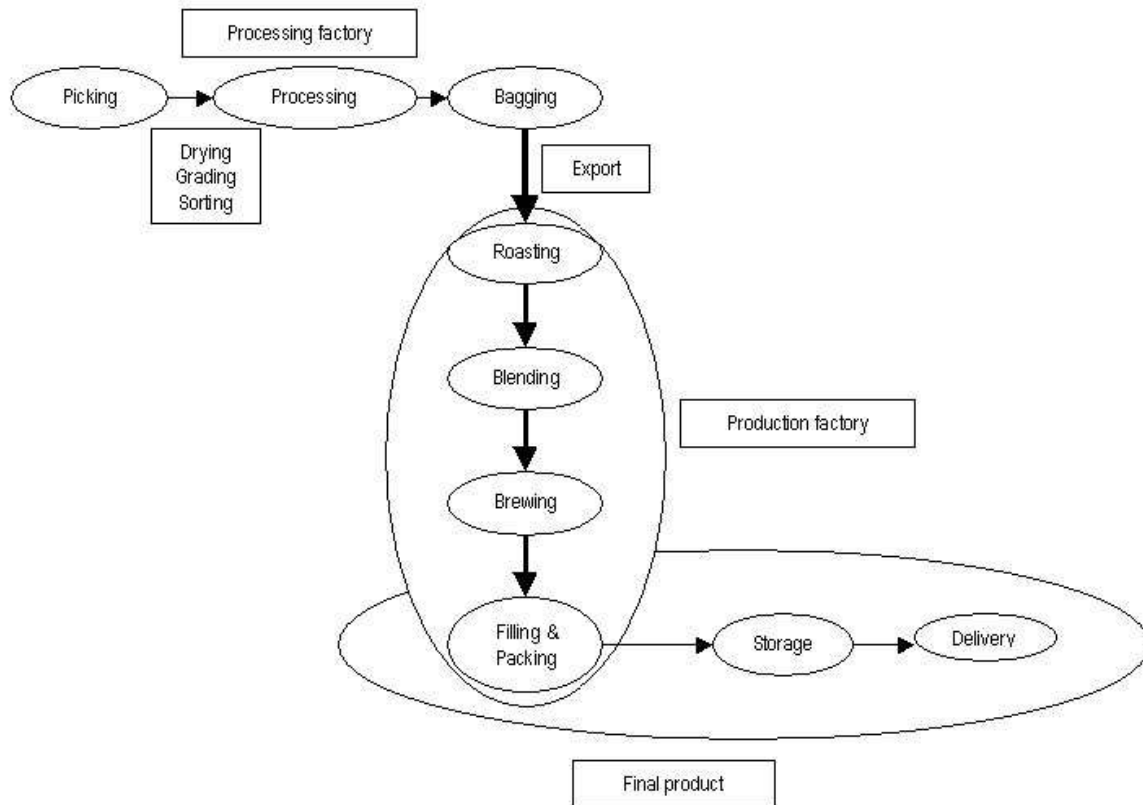 Processing factory
Picking
Processing
Bagging
Drying
Grading
Sorting
Export
Roasting
Blending
Production factory
Brewing
Filling &
Packing
Storage
Delivery
Final product